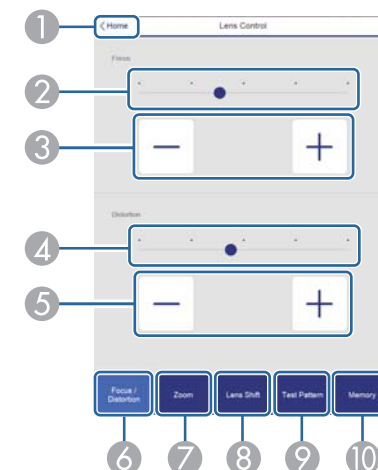 1
< Home
Lens Control
Focus
2
3
− +
Distortion
4
5
− +
Focus /
Distortion
Zoom
Lens Shift
Test Pattern
Memory
6 7 8 9 10